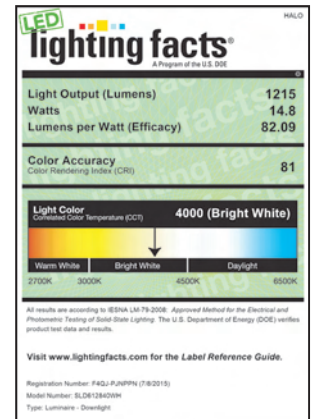 HALO
LED
lighting facts®
A Program of the U.S. DOE
Light Output (Lumens) 1215
Watts 14.8
Lumens per Watt (Efficacy) 82.09
Color Accuracy
Color Rendering Index (CRI) 81
Light Color
Correlated Color Temperature (CCT) 4000 (Bright White)
Warm White Bright White Daylight
2700K 3000K 4500K 6500K
All results are according to IESNA LM-79-2008: Approved Method for the Electrical and
Photometric Testing of Solid-State Lighting. The U.S. Department of Energy (DOE) verifies
product test data and results.
Visit www.lightingfacts.com for the Label Reference Guide.
Registration Number: F4QJ-PJNPPN (7/8/2015)
Model Number: SLD612840WH
Type: Luminaire - Downlight